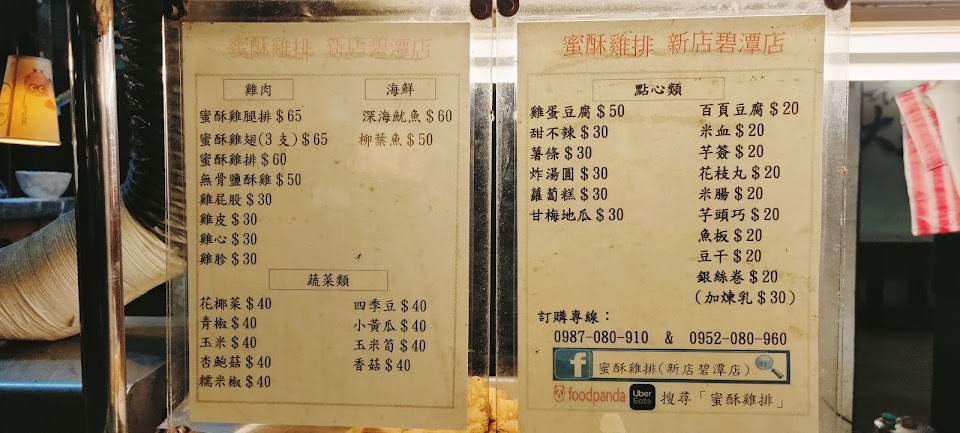 蜜酥雞排 新店碧潭店
雞肉
蜜酥雞腿排＄65
蜜酥雞翅(3支)＄65
蜜酥雞排＄60
無骨鹽酥雞＄50
雞屁股＄30
雞皮＄30
雞心＄30
雞胗＄30
海鮮
深海魷魚＄60
柳葉魚＄50
蔬菜類
花椰菜＄40
青椒＄40
玉米＄40
杏鮑菇＄40
糯米椒＄40
四季豆＄40
小黃瓜＄40
玉米筍＄40
香菇＄40
蜜酥雞排 新店碧潭店
點心類
雞蛋豆腐＄50
甜不辣＄30
薯條＄30
炸湯圓＄30
蘿蔔糕＄30
甘梅地瓜＄30
百頁豆腐＄20
米血＄20
芋簽＄20
花枝丸＄20
米腸＄20
芋頭巧＄20
魚板＄20
豆干＄20
銀絲卷＄20
(加煉乳＄30)
訂購專線：
0987-080-910 & 0952-080-960
f 蜜酥雞排(新店碧潭店)
foodpanda Uber Eats 搜尋「蜜酥雞排」